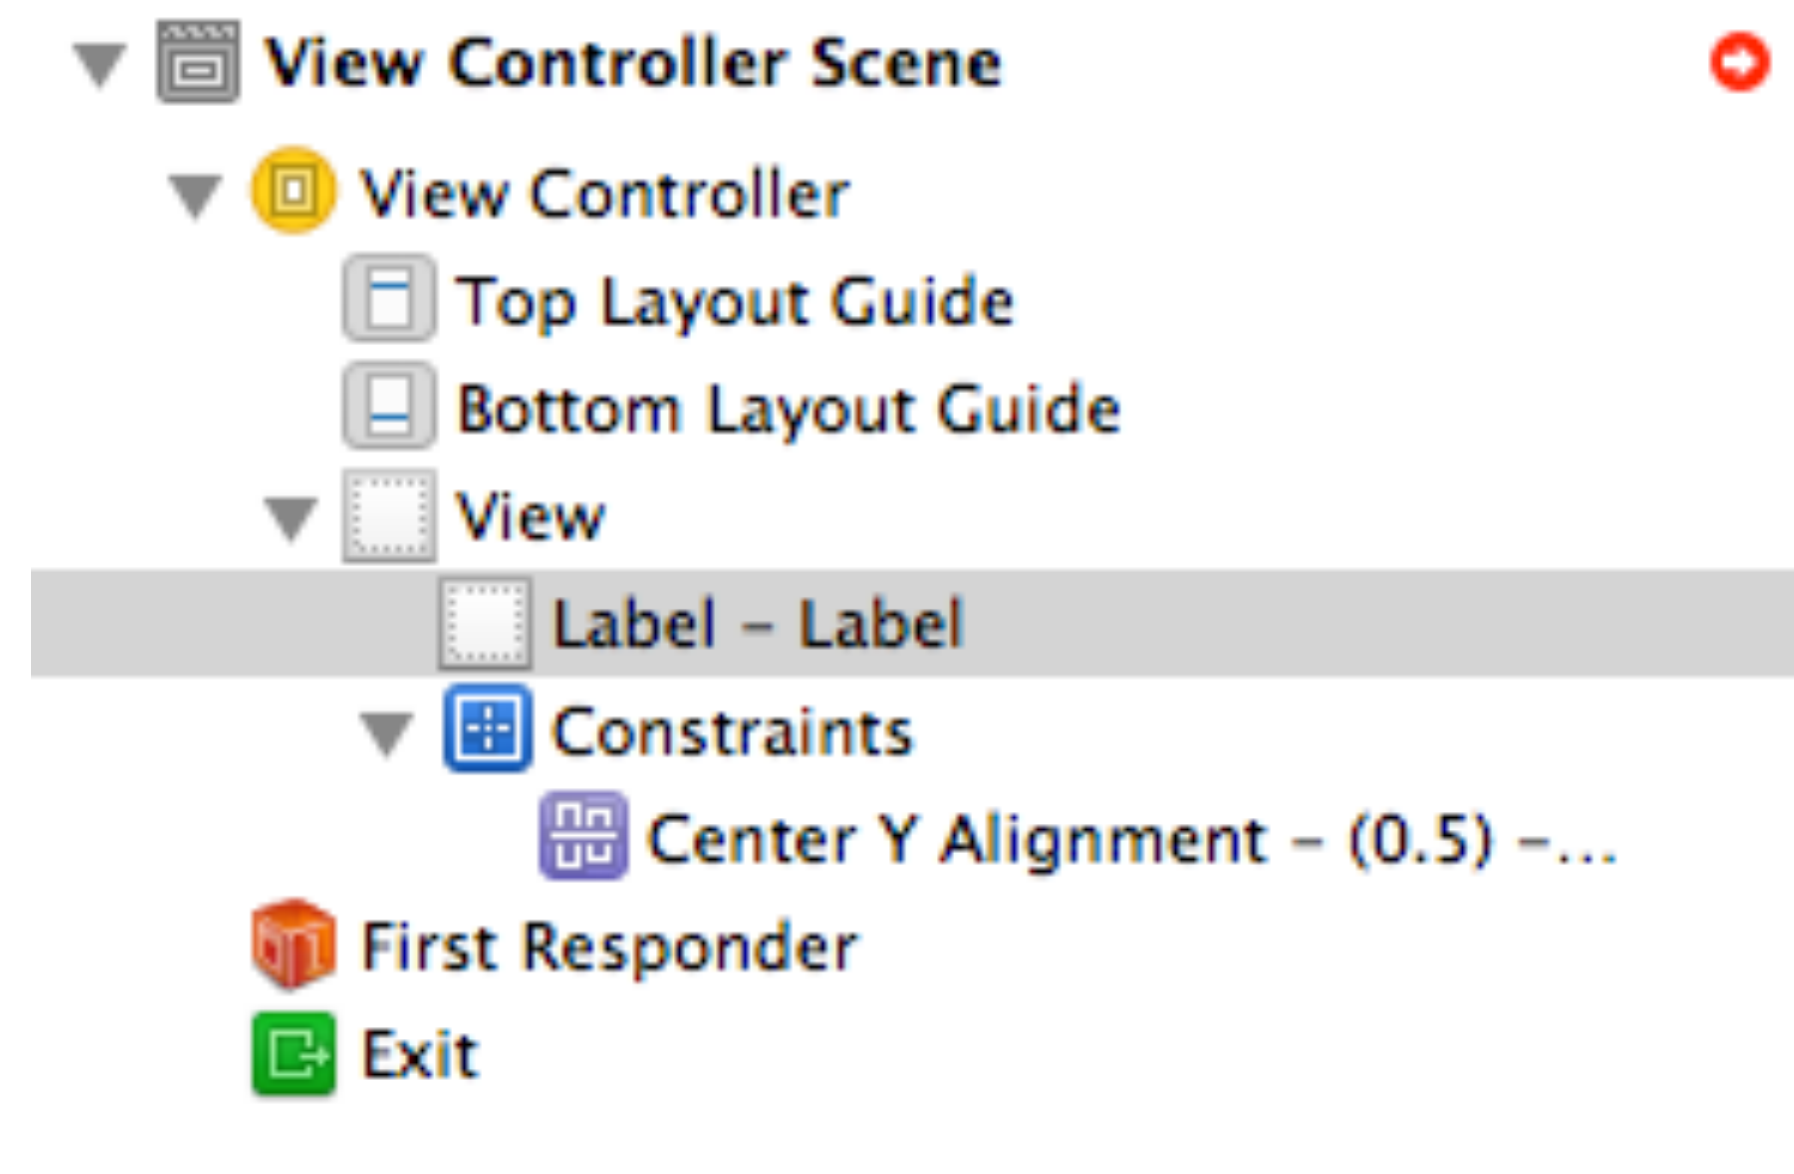 View Controller Scene
View Controller
Top Layout Guide
Bottom Layout Guide
View
Label – Label
Constraints
Center Y Alignment – (0.5) –...
First Responder
Exit